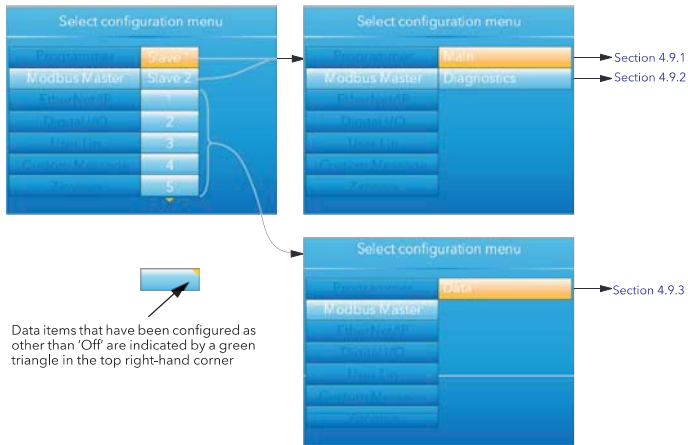 Select configuration menu
Programmer
Slave 1
Modbus Master
Slave 2
EtherNet/IP
1
Digital I/O
2
User Lin
3
Custom Message
4
Zirconia
5
Select configuration menu
Programmer
Main
Section 4.9.1
Modbus Master
Diagnostics
Section 4.9.2
EtherNet/IP
Digital I/O
User Lin
Custom Message
Zirconia
Select configuration menu
Programmer
Data
Section 4.9.3
Modbus Master
EtherNet/IP
Digital I/O
User Lin
Custom
Data items that have been configured as
other than 'Off' are indicated by a green
triangle in the top right-hand corner